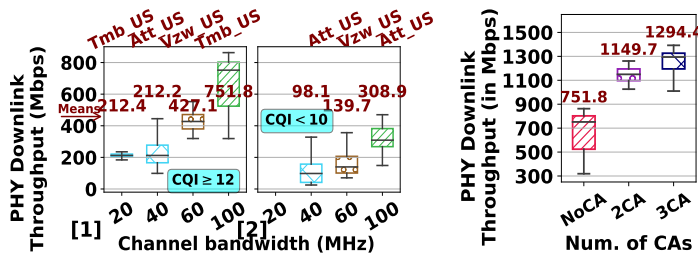 Tmb_US Att_US Vzw_US Tmb_US
Att_US Vzw_US Att_US
PHY Downlink
Throughput (Mbps)
800
600
400
200
0
Means
212.4 212.2 427.1 751.8
98.1 139.7 308.9
CQI ≥ 12
CQI < 10
20 40 60 100
20 40 60 100
[1] [2]
Channel bandwidth (MHz)
PHY Downlink
Throughput (in Mbps)
1500
1300
1100
900
700
500
300
751.8 1149.7 1294.4
NoCA 2CA 3CA
Num. of CAs